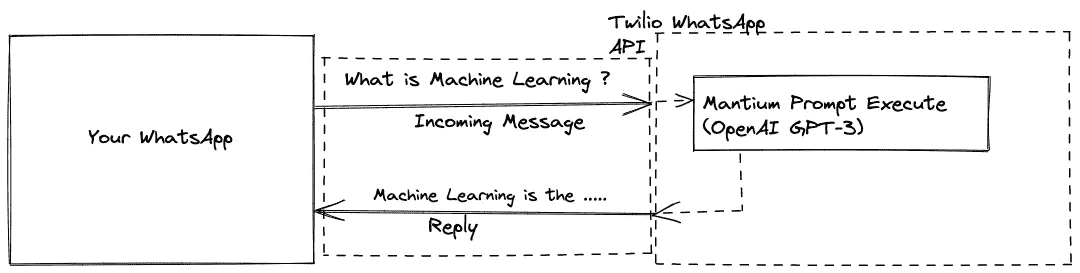 Twilio WhatsApp
API
What is Machine Learning ?
Incoming Message
Your WhatsApp
Mantium Prompt Execute
(OpenAI GPT-3)
Machine Learning is the .....
Reply